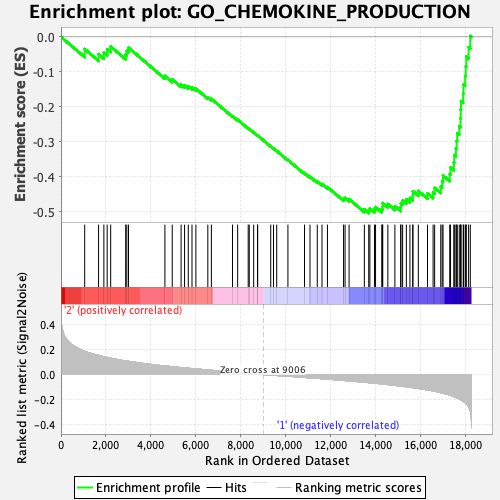 Enrichment plot: GO_CHEMOKINE_PRODUCTION
Enrichment score (ES)
0.0
-0.1
-0.2
-0.3
-0.4
-0.5
'2' (positively correlated)
Ranked list metric (Signal2Noise)
0.4
0.2
0.0
-0.2
-0.4
Zero cross at 9006
'1' (negatively correlated)
0
2,000
4,000
6,000
8,000
10,000
12,000
14,000
16,000
18,000
Rank in Ordered Dataset
Enrichment profile
Hits
Ranking metric scores